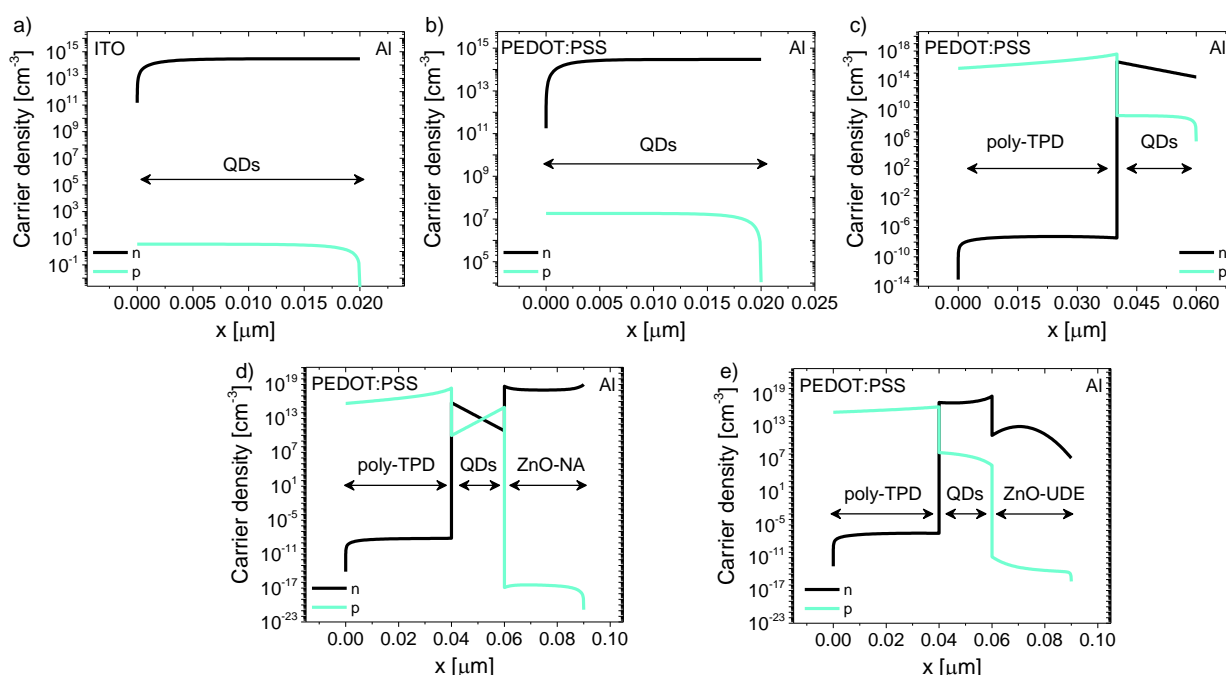 a)
ITO
Al
10^15
10^13
10^11
10^9
10^7
10^5
10^3
10^1
10^-1
Carrier density [cm^-3]
QDs
n
p
0.000 0.005 0.010 0.015 0.020
x [μm]
b)
PEDOT:PSS
Al
10^15
10^13
10^11
10^9
10^7
10^5
Carrier density [cm^-3]
QDs
n
p
0.000 0.005 0.010 0.015 0.020 0.025
x [μm]
c)
PEDOT:PSS
Al
10^18
10^14
10^10
10^6
10^2
10^-2
10^-6
10^-10
10^-14
Carrier density [cm^-3]
poly-TPD
QDs
n
p
0.000 0.015 0.030 0.045 0.060
x [μm]
d)
PEDOT:PSS
Al
10^19
10^13
10^7
10^1
10^-5
10^-11
10^-17
10^-23
Carrier density [cm^-3]
poly-TPD
QDs
ZnO-NA
n
p
0.00 0.02 0.04 0.06 0.08 0.10
x [μm]
e)
PEDOT:PSS
Al
10^19
10^13
10^7
10^1
10^-5
10^-11
10^-17
10^-23
Carrier density [cm^-3]
poly-TPD
QDs
ZnO-UDE
n
p
0.00 0.02 0.04 0.06 0.08 0.10
x [μm]